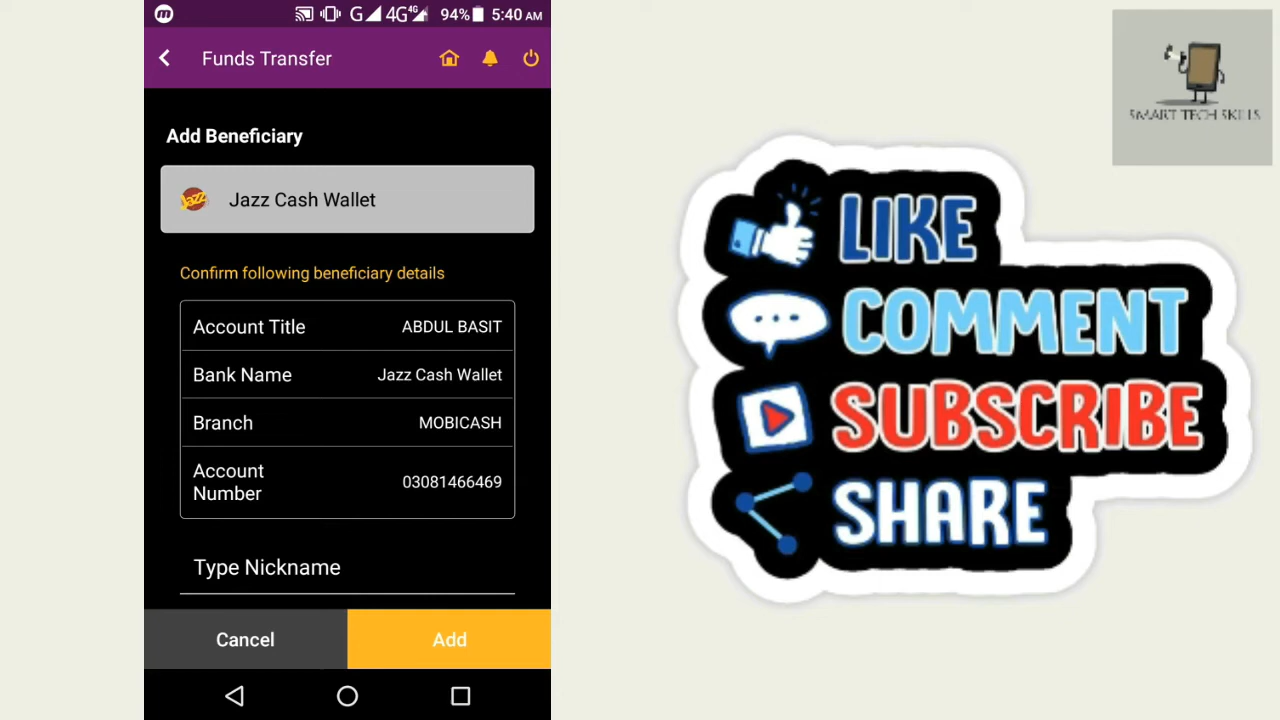 G 4G 4G 94% 5:40 AM
Funds Transfer
Add Beneficiary
Jazz Jazz Cash Wallet
Confirm following beneficiary details
Account Title ABDUL BASIT
Bank Name Jazz Cash Wallet
Branch MOBICASH
Account Number 03081466469
Type Nickname
Cancel Add
SMART TECH SKILLS
LIKE
COMMENT
SUBSCRIBE
SHARE